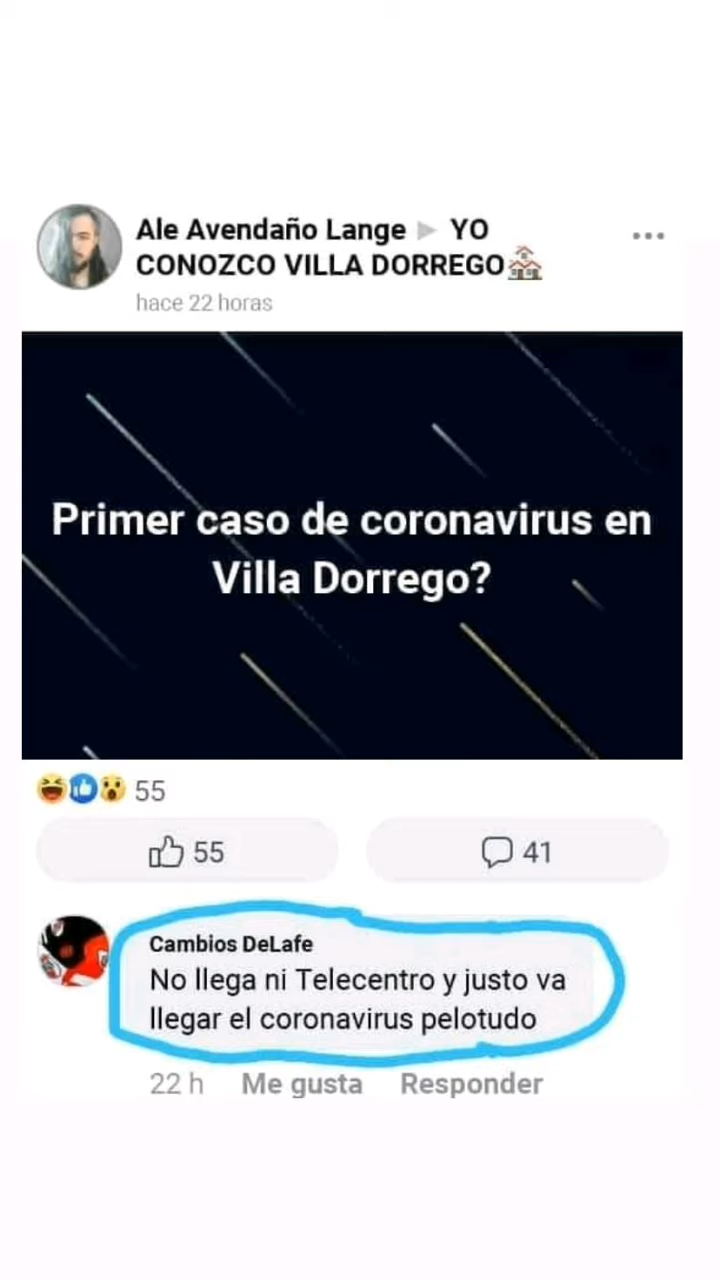 Ale Avendaño Lange ▶ YO
CONOZCO VILLA DORREGO🏘️
hace 22 horas
Primer caso de coronavirus en
Villa Dorrego?
55
55
41
Cambios DeLafe
No llega ni Telecentro y justo va
llegar el coronavirus pelotudo
22 h Me gusta Responder